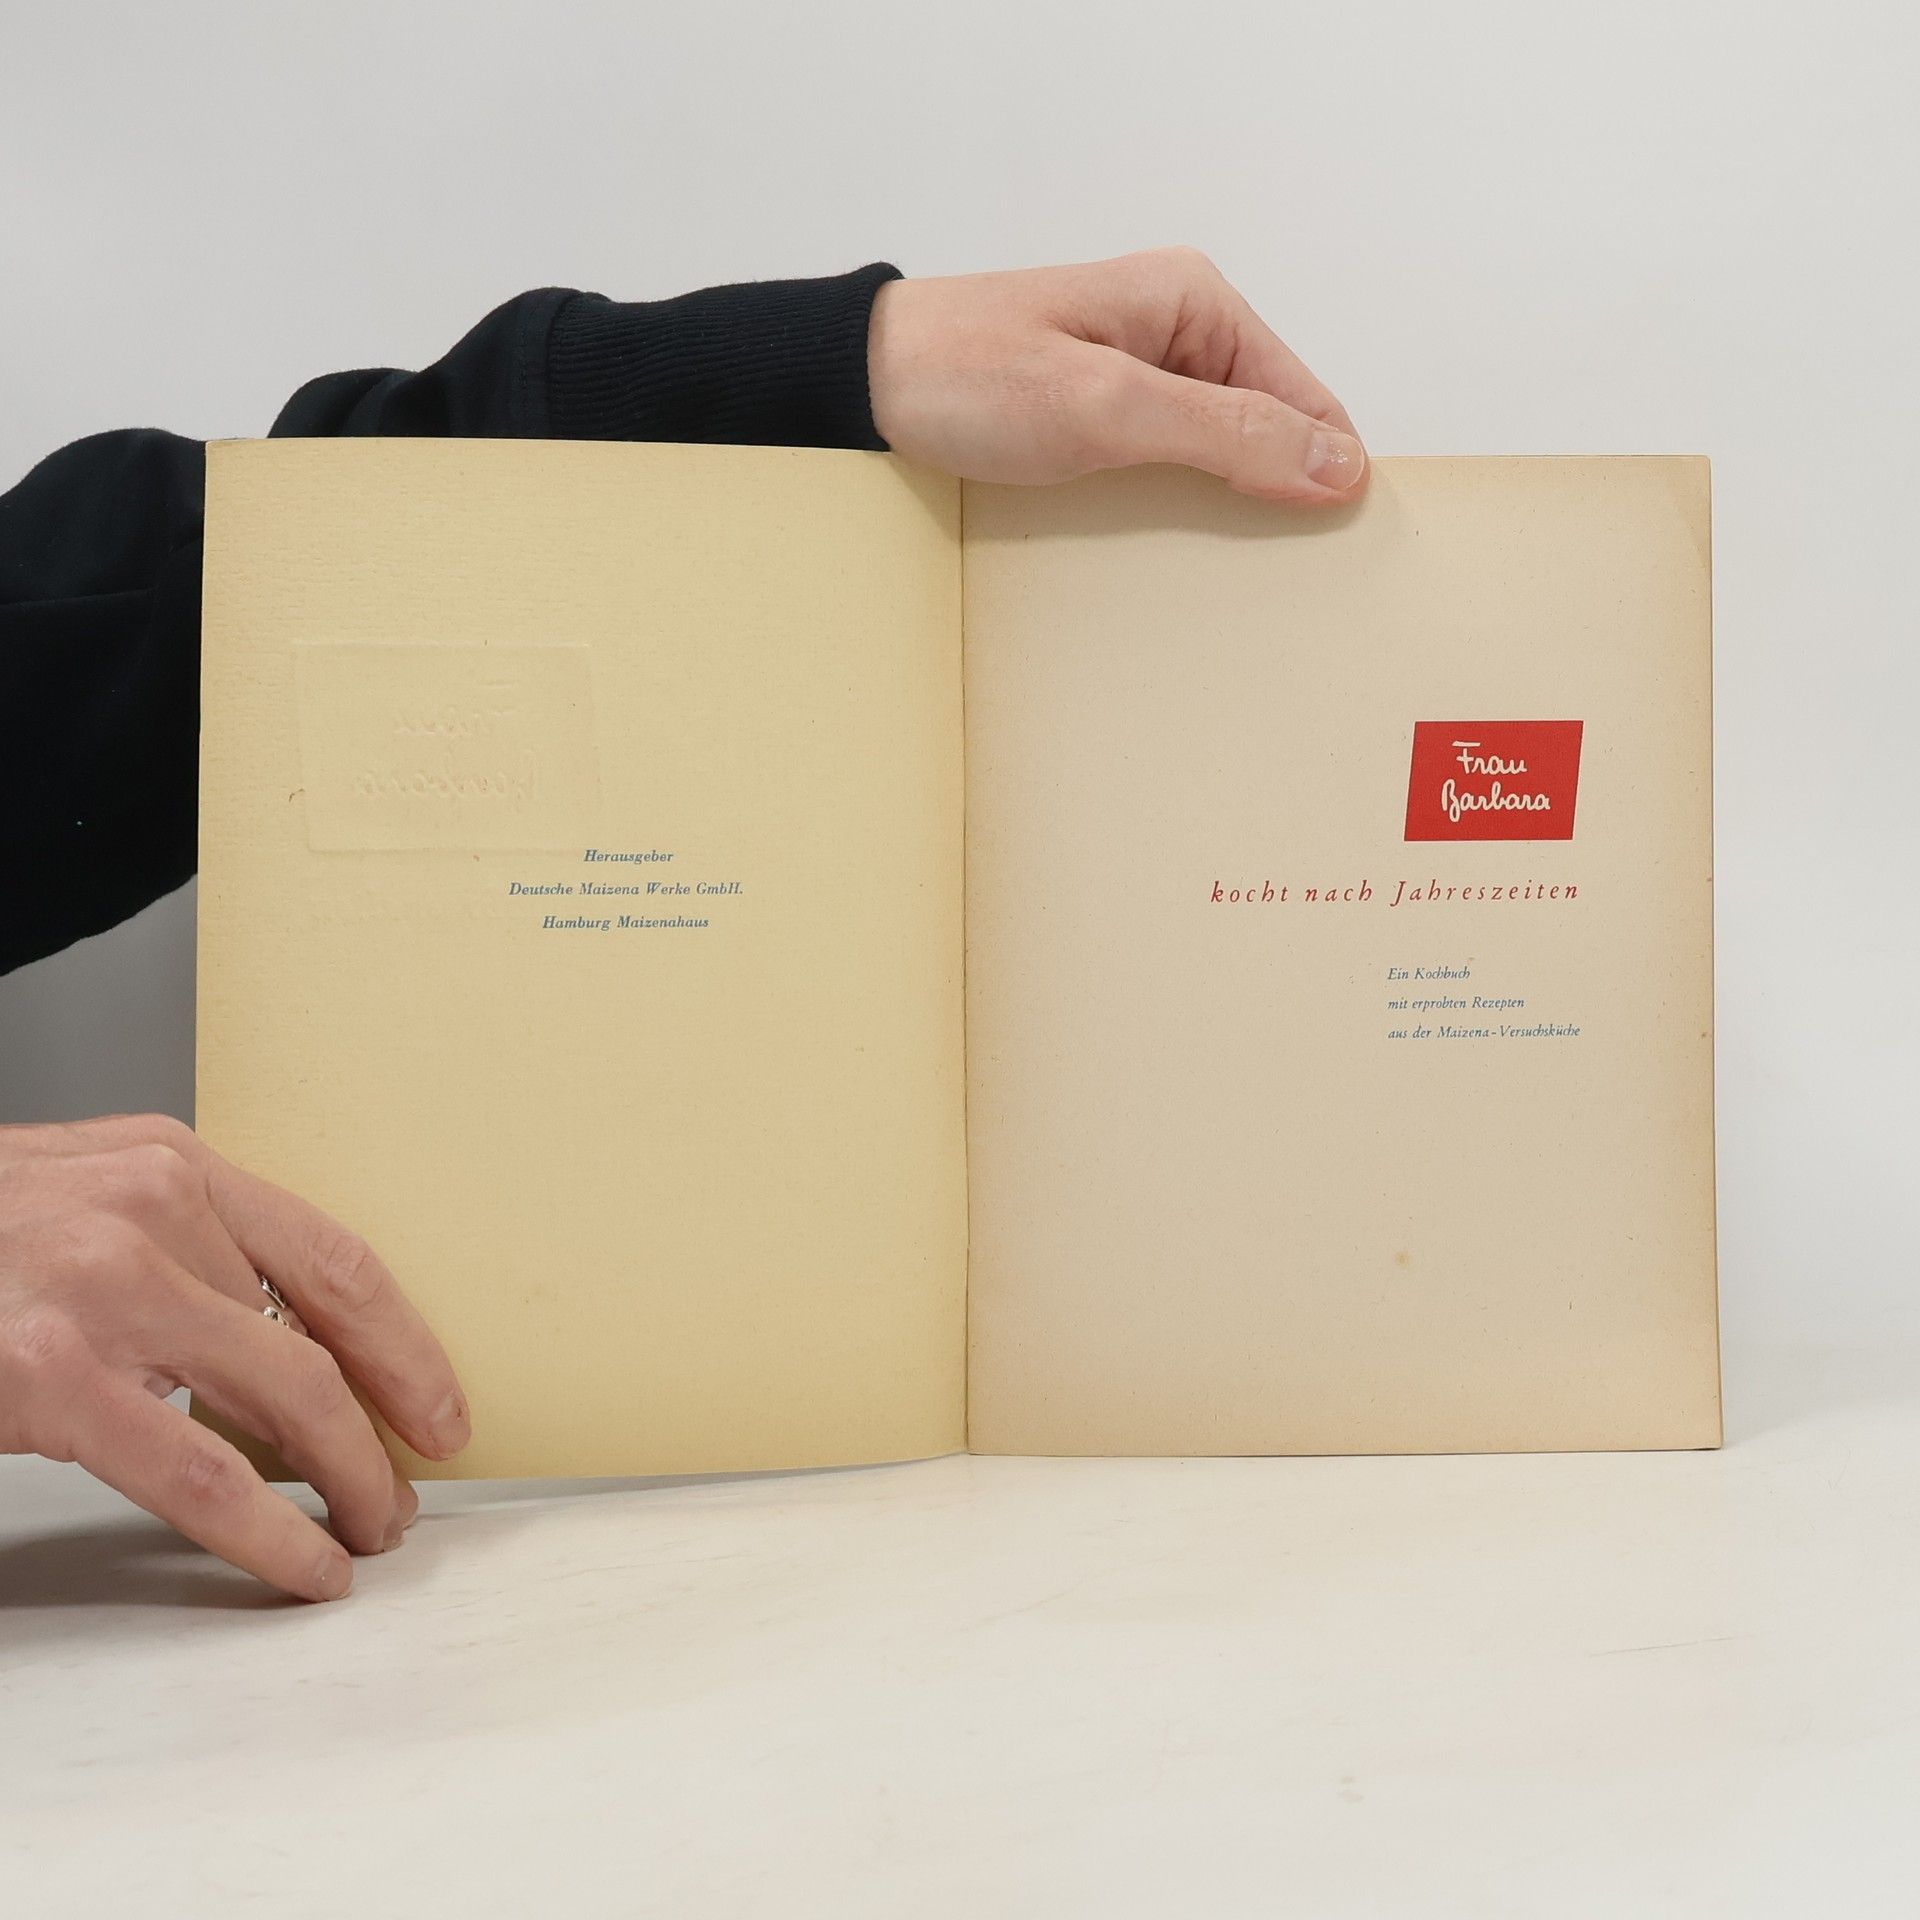 Herausgeber
Deutsche Maizena Werke GmbH.
Hamburg Maizenahaus
Frau
Barbara
kocht nach Jahreszeiten
Ein Kochbuch
mit erprobten Rezepten
aus der Maizena-Versuchsküche